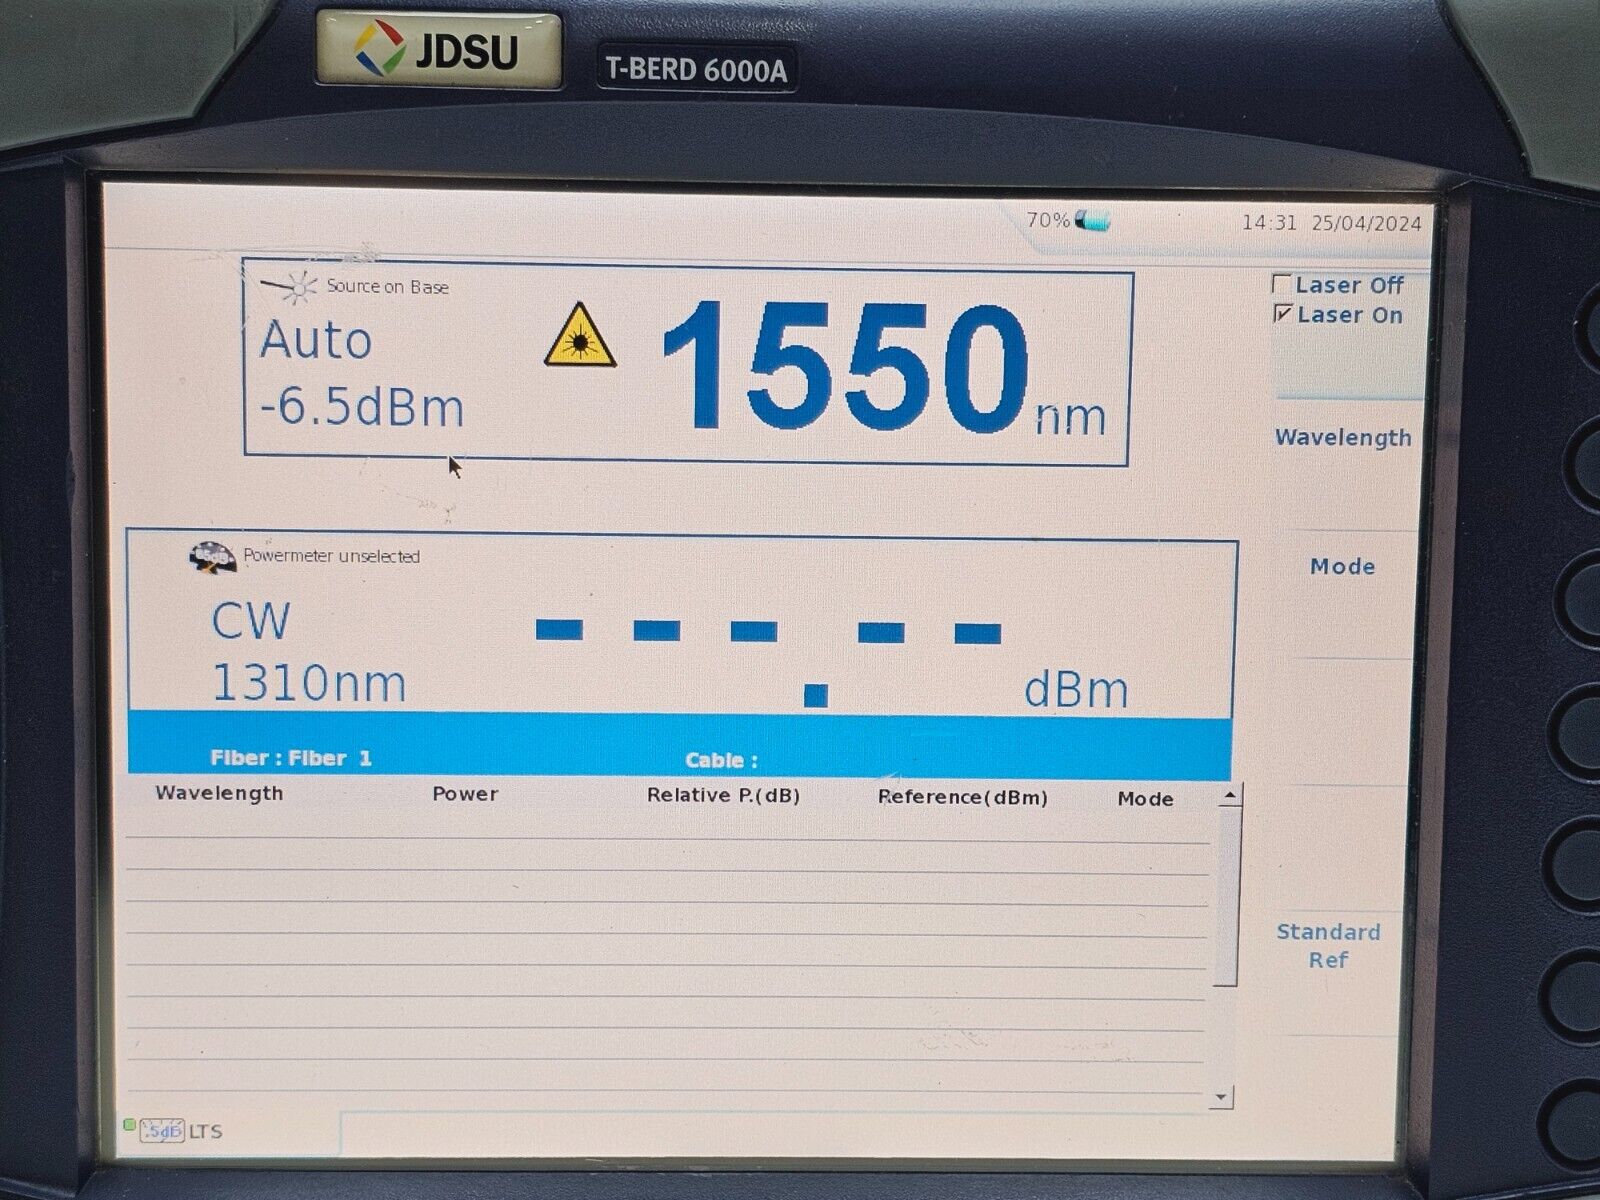 JDSU
T-BERD 6000A
70% 14:31 25/04/2024
Source on Base
Auto
-6.5dBm
1550 nm
Laser Off
Laser On
Wavelength
Mode
Powermeter unselected
CW
1310nm
- - - . - - dBm
Fiber : Fiber 1 Cable :
Wavelength Power Relative P.(dB) Reference(dBm) Mode
Standard
Ref
.5dB LTS